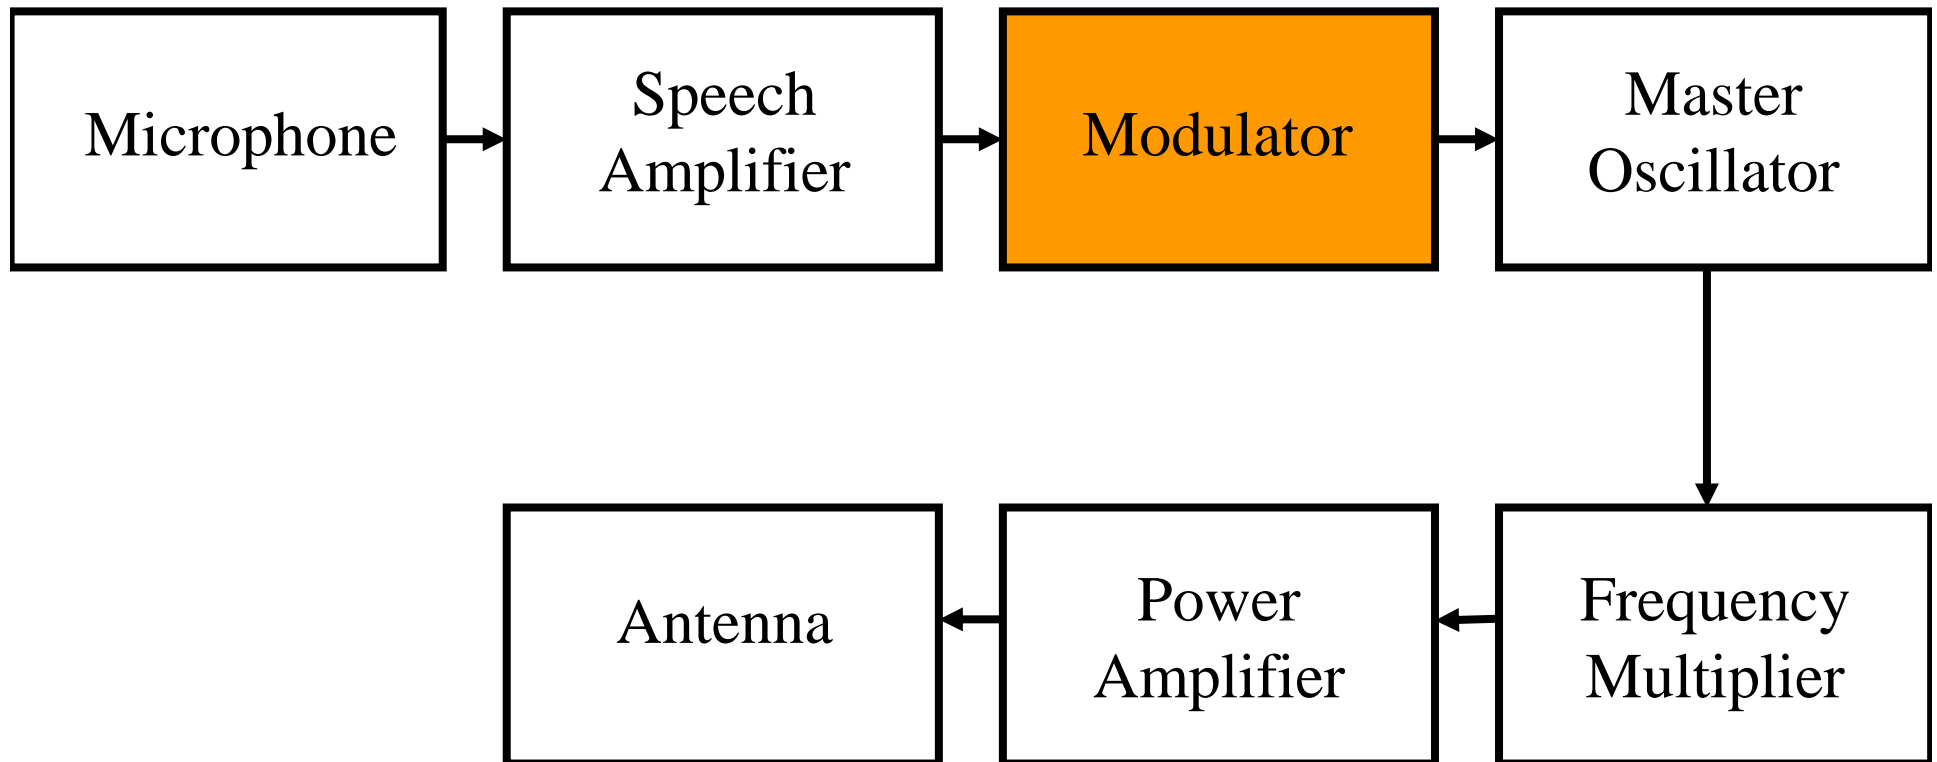 Microphone
Speech
Amplifier
Modulator
Master
Oscillator
Antenna
Power
Amplifier
Frequency
Multiplier